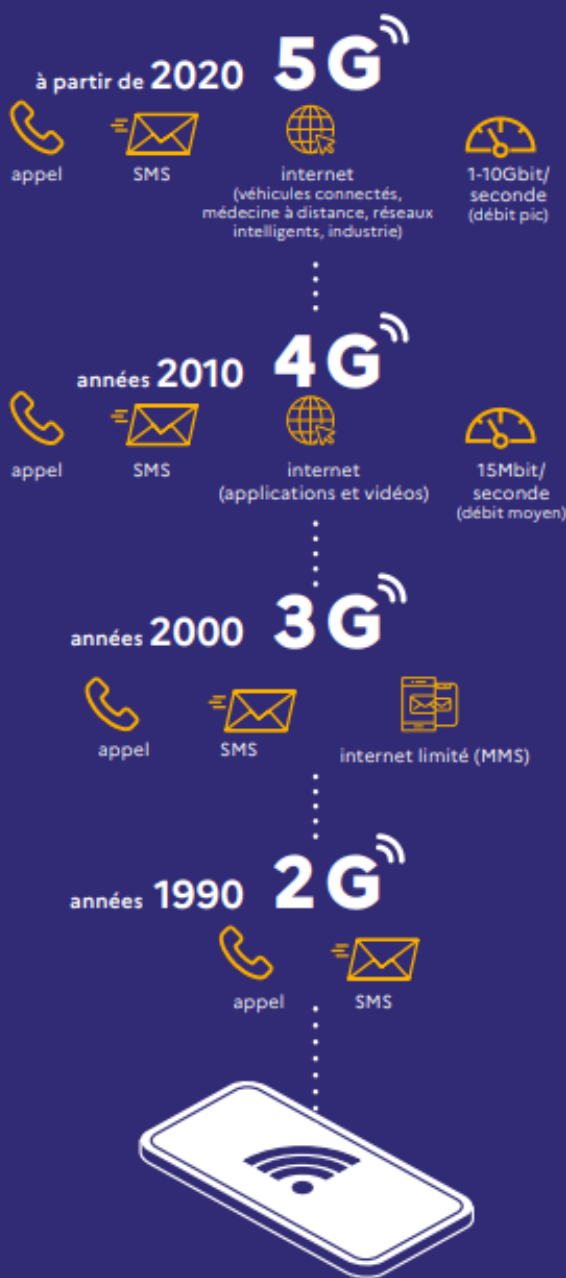 à partir de 2020 5G
appel SMS internet 1-10Gbit/
(véhicules connectés, seconde
médecine à distance, réseaux (débit pic)
intelligents, industrie)
années 2010 4G
appel SMS internet 15Mbit/
(applications et vidéos) seconde
(débit moyen)
années 2000 3G
appel SMS internet limité (MMS)
années 1990 2G
appel SMS